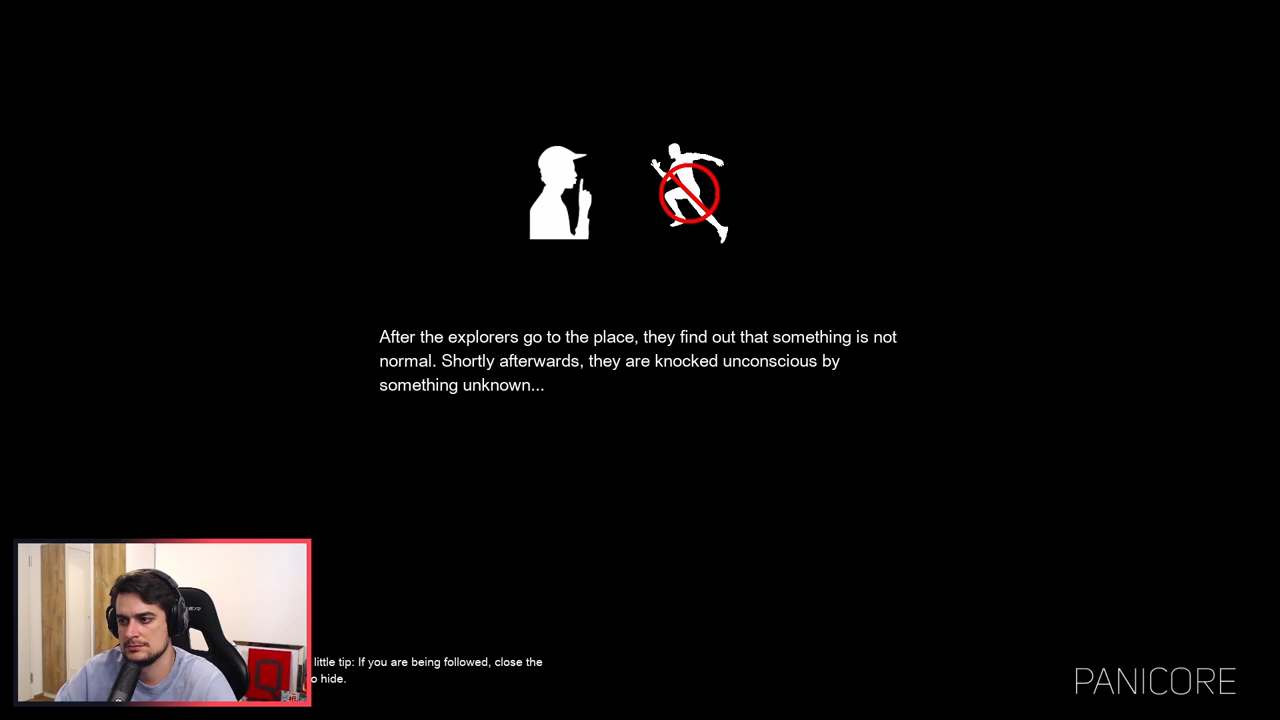 After the explorers go to the place, they find out that something is not
normal. Shortly afterwards, they are knocked unconscious by
something unknown...
little tip: If you are being followed, close the
o hide.
PANICORE